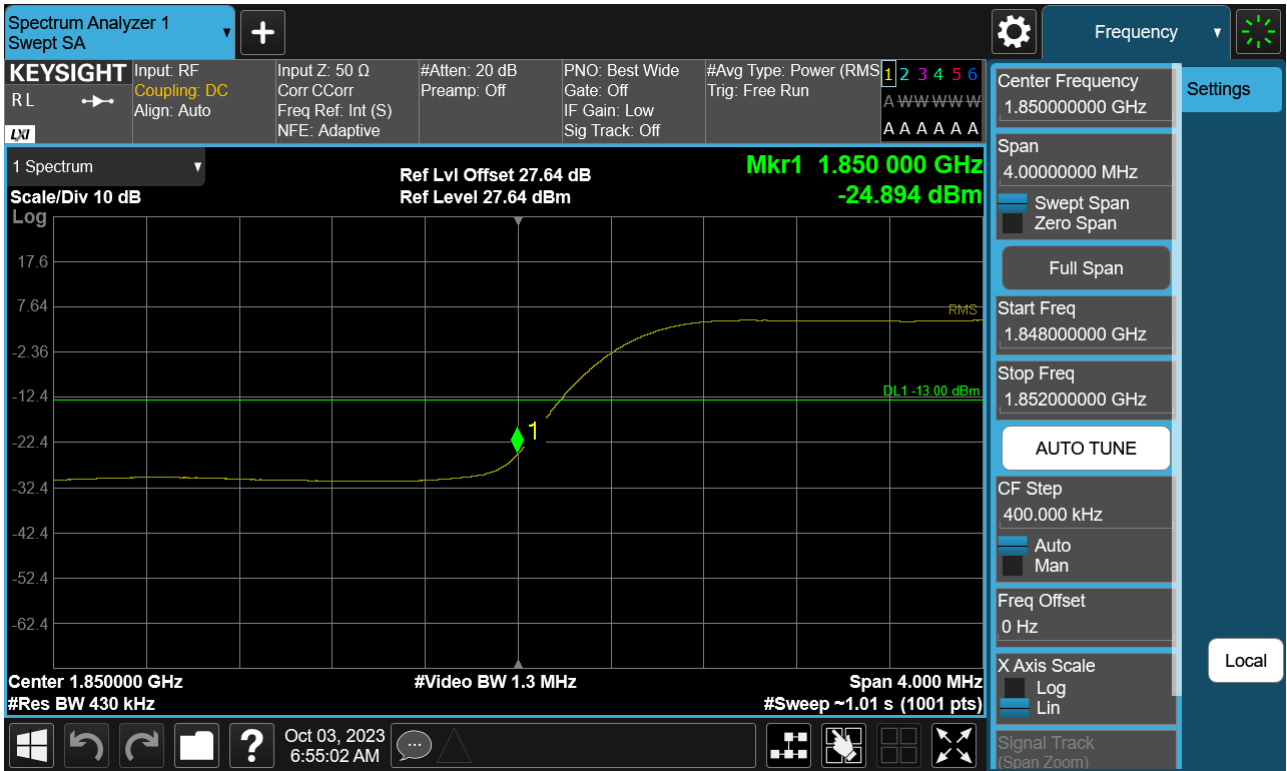 Spectrum Analyzer 1
Swept SA
Frequency
KEYSIGHT
RL
LXI
Input: RF
Coupling: DC
Align: Auto
Input Z: 50 Ω
Corr CCorr
Freq Ref: Int (S)
NFE: Adaptive
#Atten: 20 dB
Preamp: Off
PNO: Best Wide
Gate: Off
IF Gain: Low
Sig Track: Off
#Avg Type: Power (RMS
Trig: Free Run
1 2 3 4 5 6
A W W W W W
A A A A A A
1 Spectrum
Scale/Div 10 dB
Log
Ref Lvl Offset 27.64 dB
Ref Level 27.64 dBm
Mkr1 1.850 000 GHz
-24.894 dBm
17.6
7.64
-2.36
-12.4
-22.4
-32.4
-42.4
-52.4
-62.4
RMS
DL1 -13.00 dBm
1
Center 1.850000 GHz
#Res BW 430 kHz
#Video BW 1.3 MHz
Span 4.000 MHz
#Sweep ~1.01 s (1001 pts)
Center Frequency
1.850000000 GHz
Span
4.00000000 MHz
Swept Span
Zero Span
Full Span
Start Freq
1.848000000 GHz
Stop Freq
1.852000000 GHz
AUTO TUNE
CF Step
400.000 kHz
Auto
Man
Freq Offset
0 Hz
X Axis Scale
Log
Lin
Signal Track
(Span Zoom)
Settings
Local
?
Oct 03, 2023
6:55:02 AM